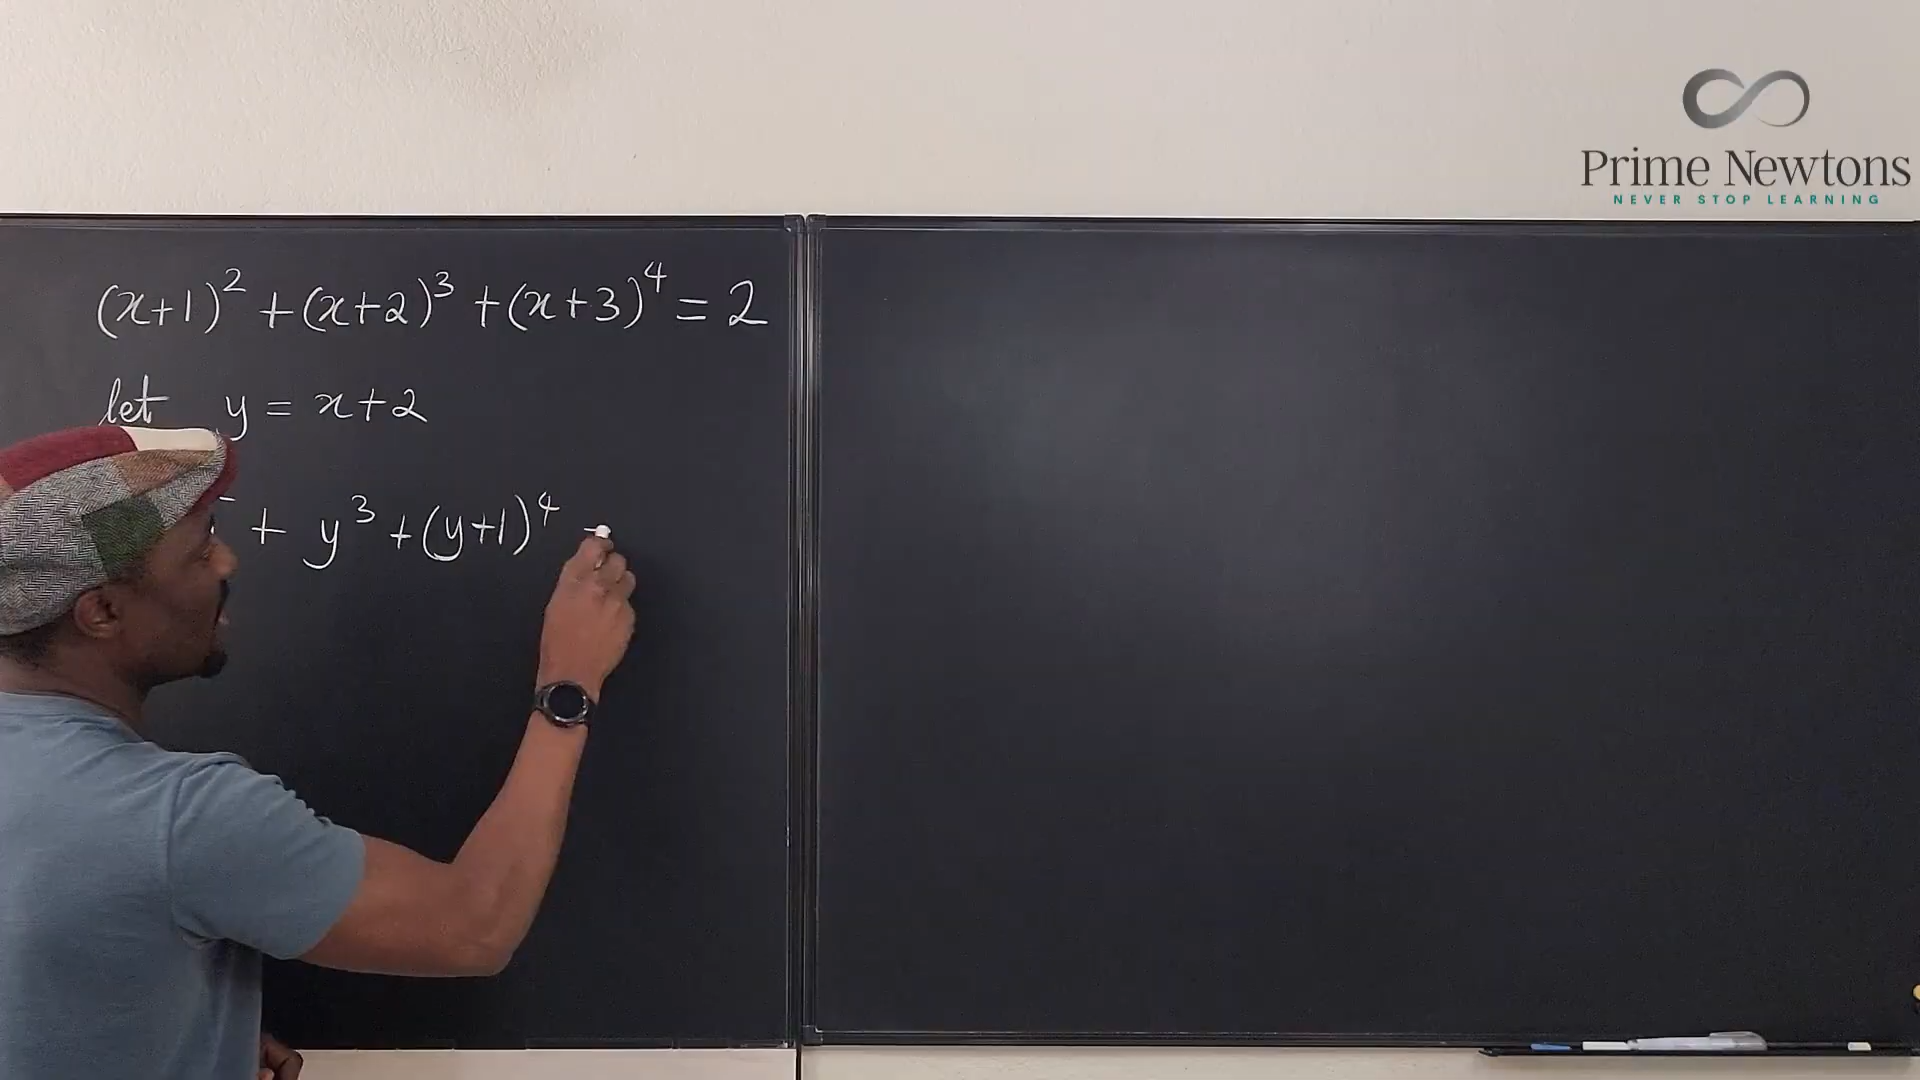 Prime Newtons
NEVER STOP LEARNING
(x+1)² + (x+2)³ + (x+3)⁴ = 2
let y = x+2
+ y³ + (y+1)⁴